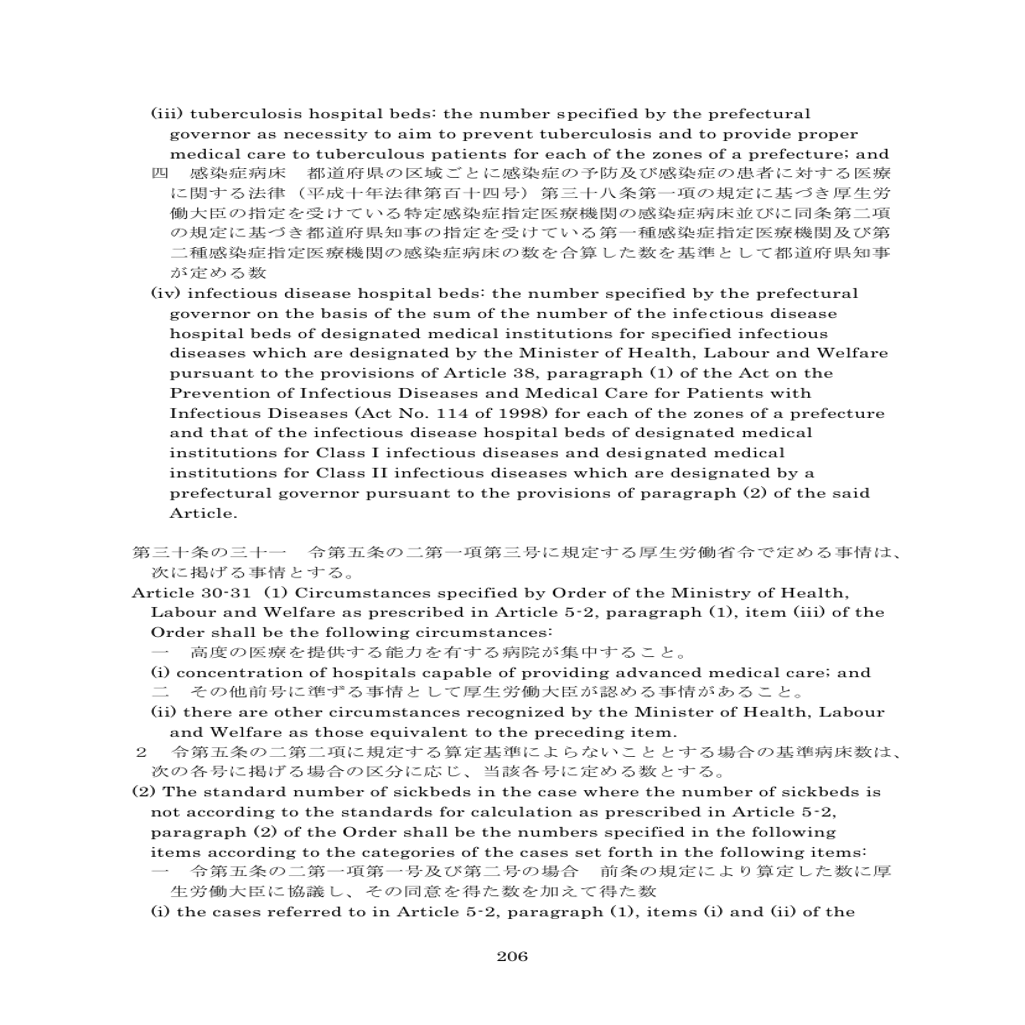 (iii) tuberculosis hospital beds: the number specified by the prefectural
governor as necessity to aim to prevent tuberculosis and to provide proper
medical care to tuberculous patients for each of the zones of a prefecture; and
四　感染症病床　都道府県の区域ごとに感染症の予防及び感染症の患者に対する医療
に関する法律（平成十年法律第百十四号）第三十八条第一項の規定に基づき厚生労
働大臣の指定を受けている特定感染症指定医療機関の感染症病床並びに同条第二項
の規定に基づき都道府県知事の指定を受けている第一種感染症指定医療機関及び第
二種感染症指定医療機関の感染症病床の数を合算した数を基準として都道府県知事
が定める数
(iv) infectious disease hospital beds: the number specified by the prefectural
governor on the basis of the sum of the number of the infectious disease
hospital beds of designated medical institutions for specified infectious
diseases which are designated by the Minister of Health, Labour and Welfare
pursuant to the provisions of Article 38, paragraph (1) of the Act on the
Prevention of Infectious Diseases and Medical Care for Patients with
Infectious Diseases (Act No. 114 of 1998) for each of the zones of a prefecture
and that of the infectious disease hospital beds of designated medical
institutions for Class I infectious diseases and designated medical
institutions for Class II infectious diseases which are designated by a
prefectural governor pursuant to the provisions of paragraph (2) of the said
Article.
第三十条の三十一　令第五条の二第一項第三号に規定する厚生労働省令で定める事情は、
次に掲げる事情とする。
Article 30-31 (1) Circumstances specified by Order of the Ministry of Health,
Labour and Welfare as prescribed in Article 5-2, paragraph (1), item (iii) of the
Order shall be the following circumstances:
一　高度の医療を提供する能力を有する病院が集中すること。
(i) concentration of hospitals capable of providing advanced medical care; and
二　その他前号に準ずる事情として厚生労働大臣が認める事情があること。
(ii) there are other circumstances recognized by the Minister of Health, Labour
and Welfare as those equivalent to the preceding item.
２　令第五条の二第二項に規定する算定基準によらないこととする場合の基準病床数は、
次の各号に掲げる場合の区分に応じ、当該各号に定める数とする。
(2) The standard number of sickbeds in the case where the number of sickbeds is
not according to the standards for calculation as prescribed in Article 5-2,
paragraph (2) of the Order shall be the numbers specified in the following
items according to the categories of the cases set forth in the following items:
一　令第五条の二第一項第一号及び第二号の場合　前条の規定により算定した数に厚
生労働大臣に協議し、その同意を得た数を加えて得た数
(i) the cases referred to in Article 5-2, paragraph (1), items (i) and (ii) of the
206